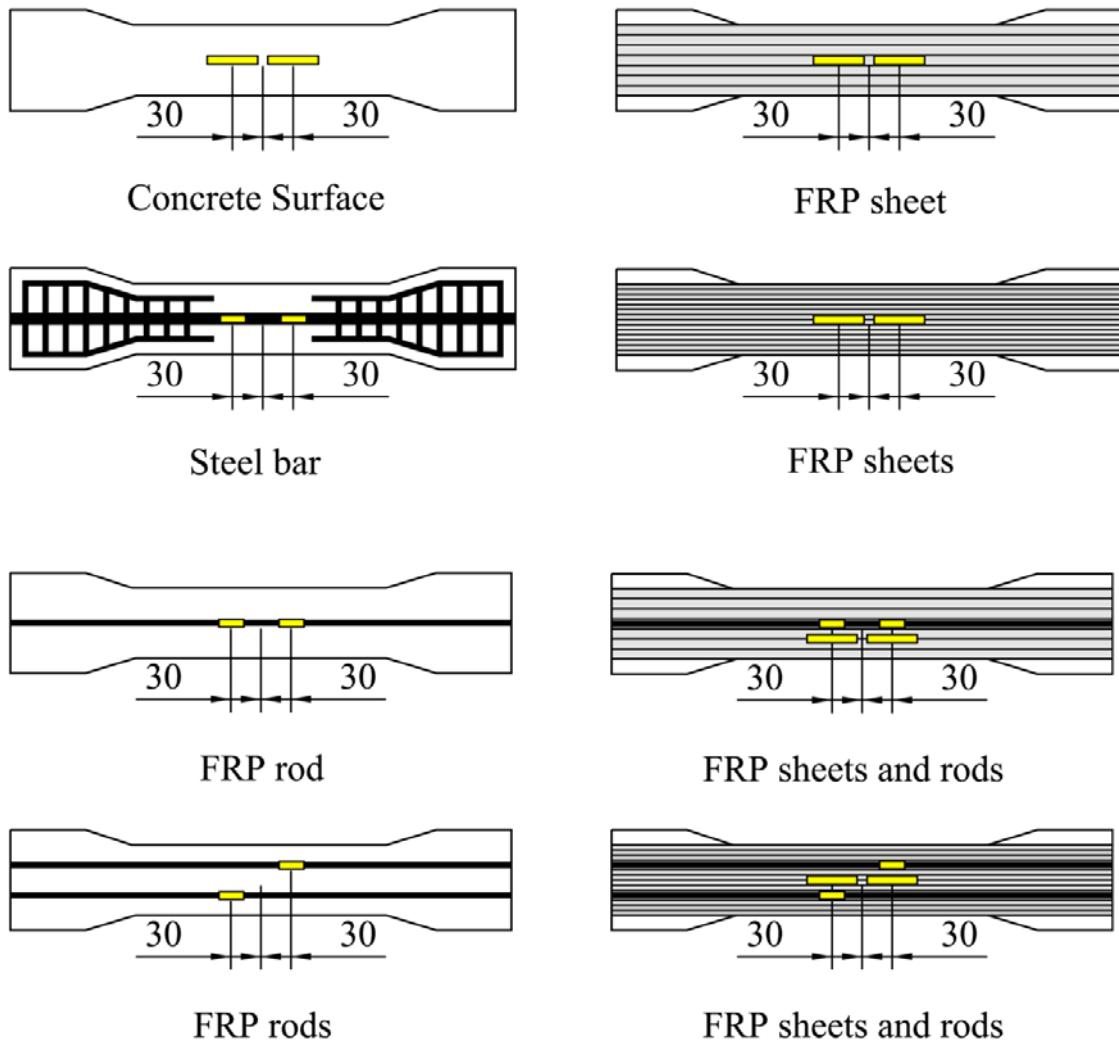 30 30
Concrete Surface
30 30
FRP sheet
30 30
Steel bar
30 30
FRP sheets
30 30
FRP rod
30 30
FRP sheets and rods
30 30
FRP rods
30 30
FRP sheets and rods